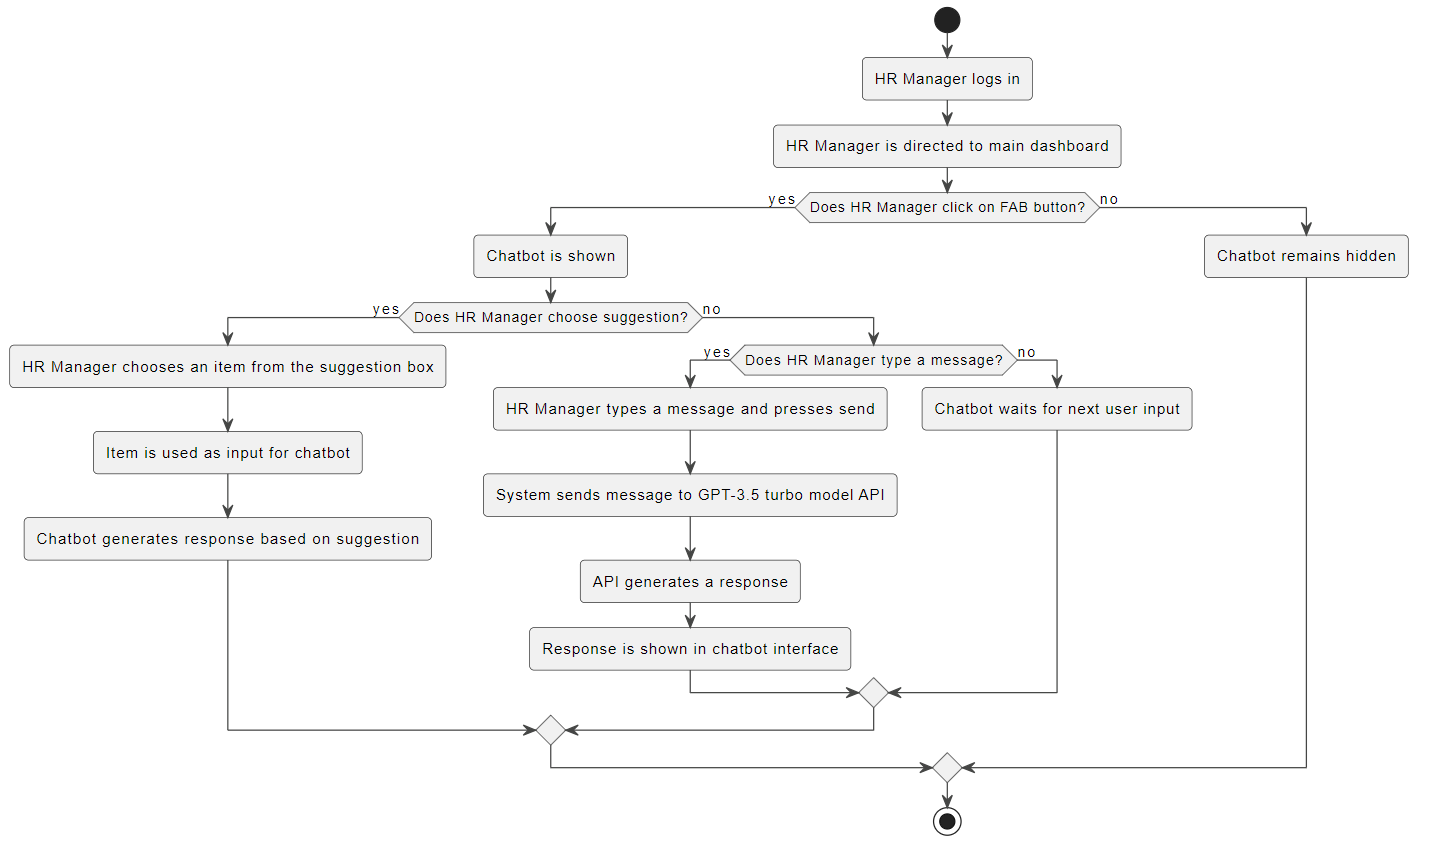 HR Manager logs in
HR Manager is directed to main dashboard
yes
Does HR Manager click on FAB button?
no
Chatbot is shown
Chatbot remains hidden
yes
Does HR Manager choose suggestion?
no
HR Manager chooses an item from the suggestion box
yes
Does HR Manager type a message?
no
HR Manager types a message and presses send
Chatbot waits for next user input
Item is used as input for chatbot
System sends message to GPT-3.5 turbo model API
Chatbot generates response based on suggestion
API generates a response
Response is shown in chatbot interface